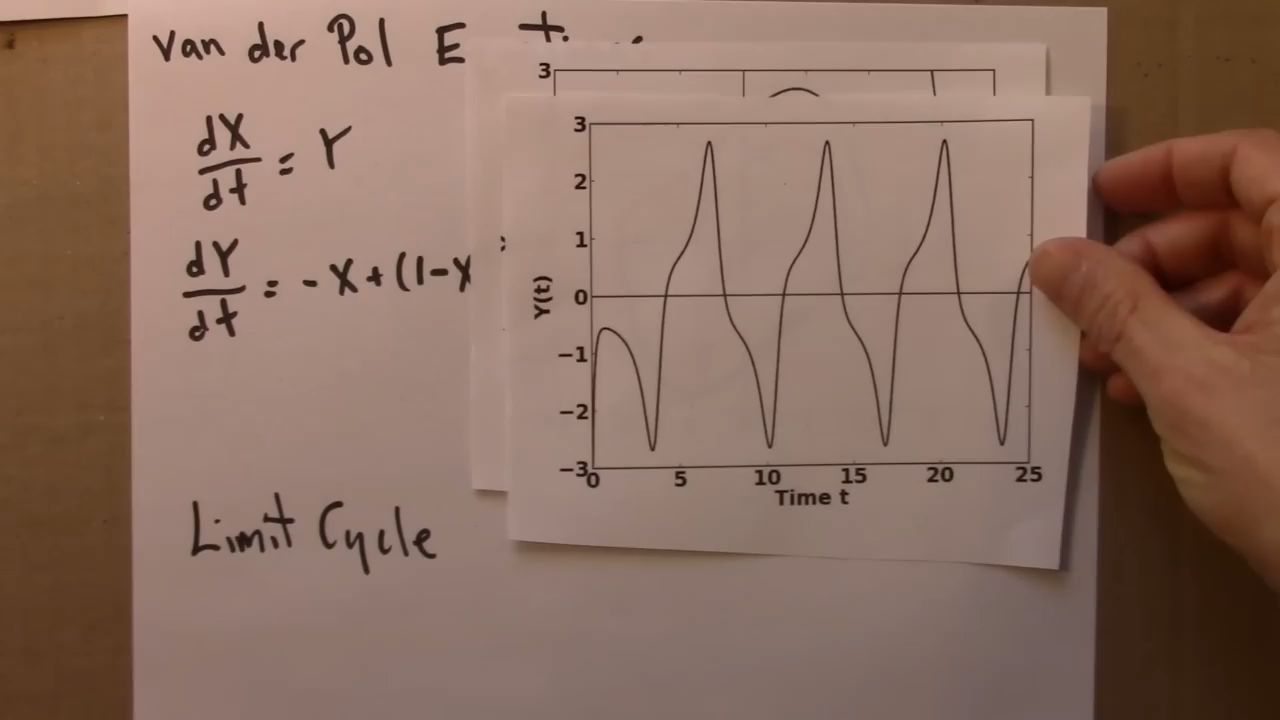 van der Pol E
dX/dt = Y
dY/dt = -X+(1-X
Limit Cycle
3
3
2
1
0
−1
−2
−3
Y(t)
0 5 10 15 20 25
Time t